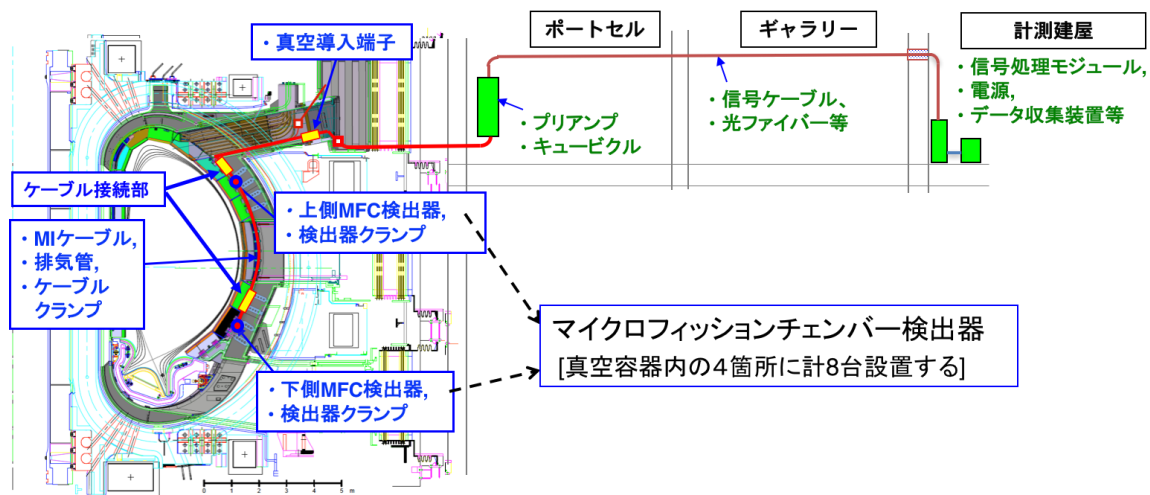 ポートセル
ギャラリー
計測建屋
・真空導入端子
・信号処理モジュール,
・電源,
・データ収集装置等
・信号ケーブル、
・光ファイバー等
・プリアンプ
・キュービクル
ケーブル接続部
・上側MFC検出器,
・検出器クランプ
・MIケーブル,
・排気管,
・ケーブル
クランプ
マイクロフィッションチェンバー検出器
[真空容器内の４箇所に計8台設置する]
・下側MFC検出器,
・検出器クランプ
0 1 2 3 4 5 m